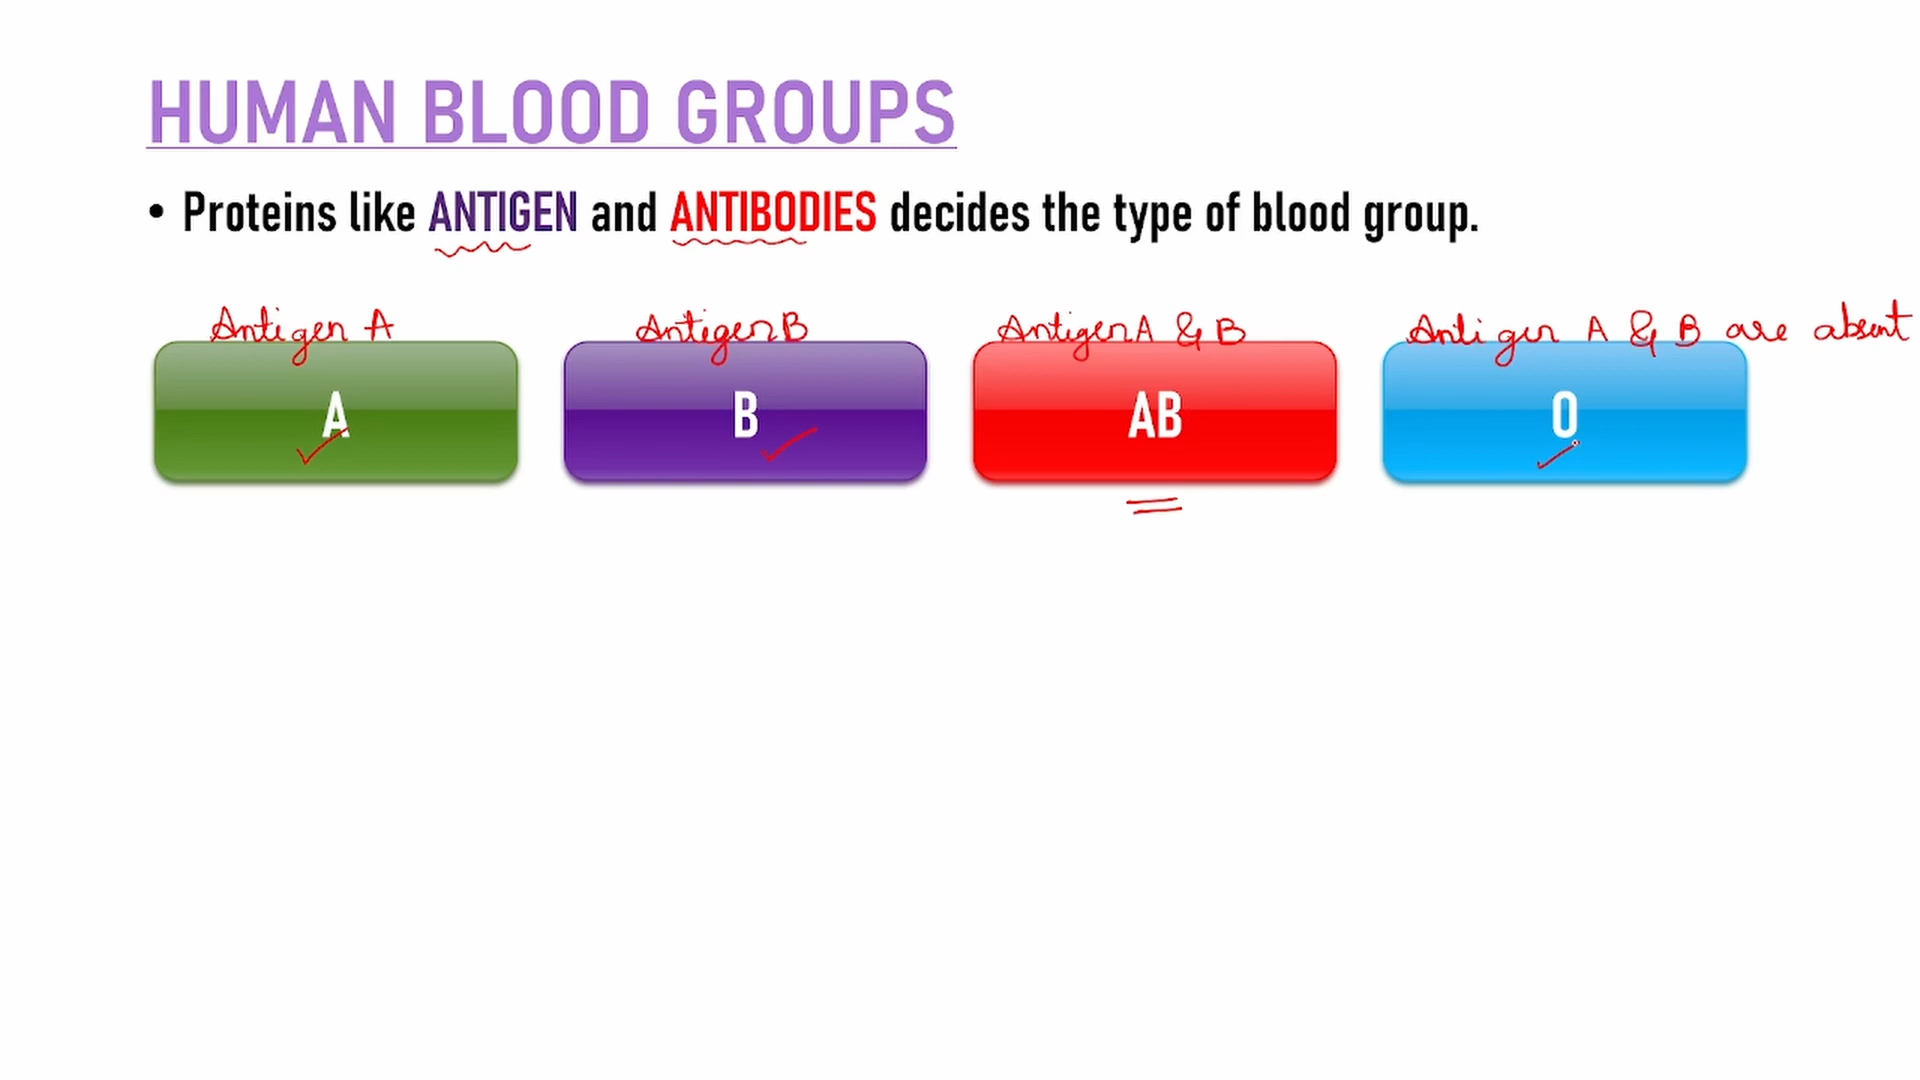 HUMAN BLOOD GROUPS
• Proteins like ANTIGEN and ANTIBODIES decides the type of blood group.
Antigen A
Antigen B
Antigen A & B
Antigen A & B are absent
A
B
AB
O